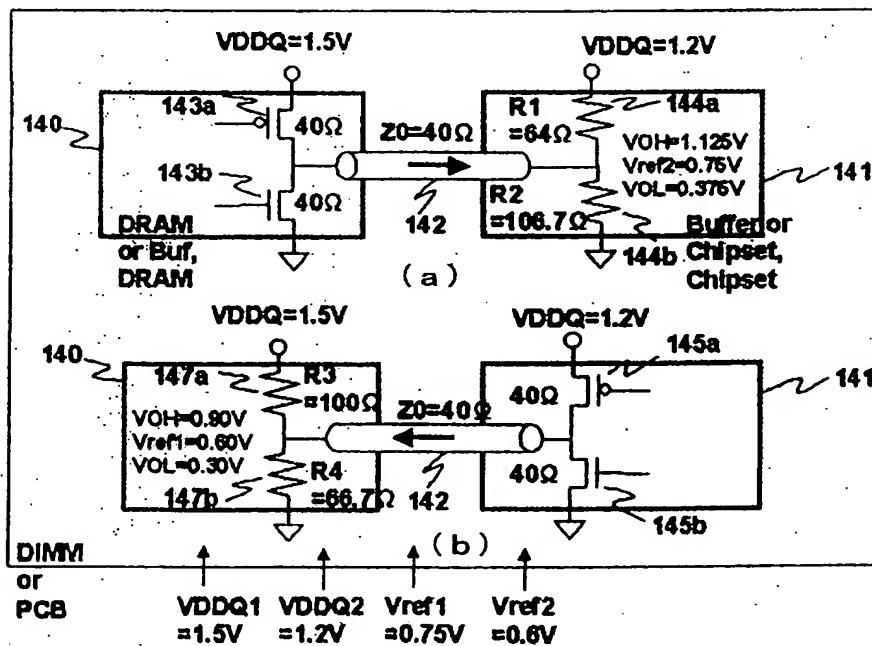 VDDQ=1.5V
VDDQ=1.2V
143a
140
40Ω
Z0=40Ω
R1
=64Ω
144a
VOH=1.125V
Vref2=0.75V
VOL=0.375V
141
143b
40Ω
142
R2
=106.7Ω
144b
DRAM
or Buf,
DRAM
Buffer or
Chipset,
Chipset
(a)
VDDQ=1.5V
VDDQ=1.2V
140
147a
R3
=100Ω
145a
141
VOH=0.90V
Vref1=0.60V
VOL=0.30V
Z0=40Ω
40Ω
147b
R4
=66.7Ω
142
40Ω
145b
(b)
DIMM
or
PCB
VDDQ1
=1.5V
VDDQ2
=1.2V
Vref1
=0.75V
Vref2
=0.6V